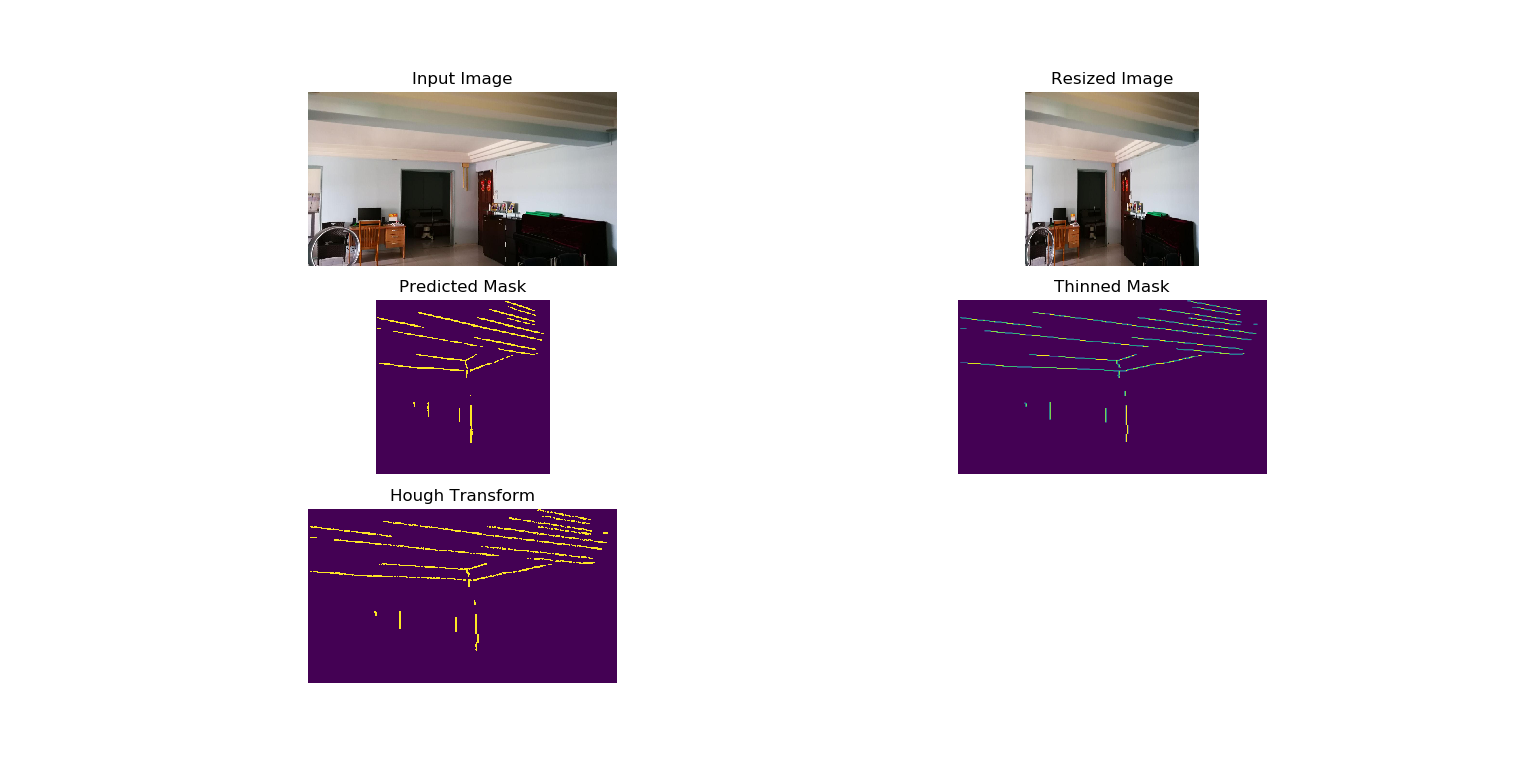 Input Image
Resized Image
Predicted Mask
Thinned Mask
Hough Transform